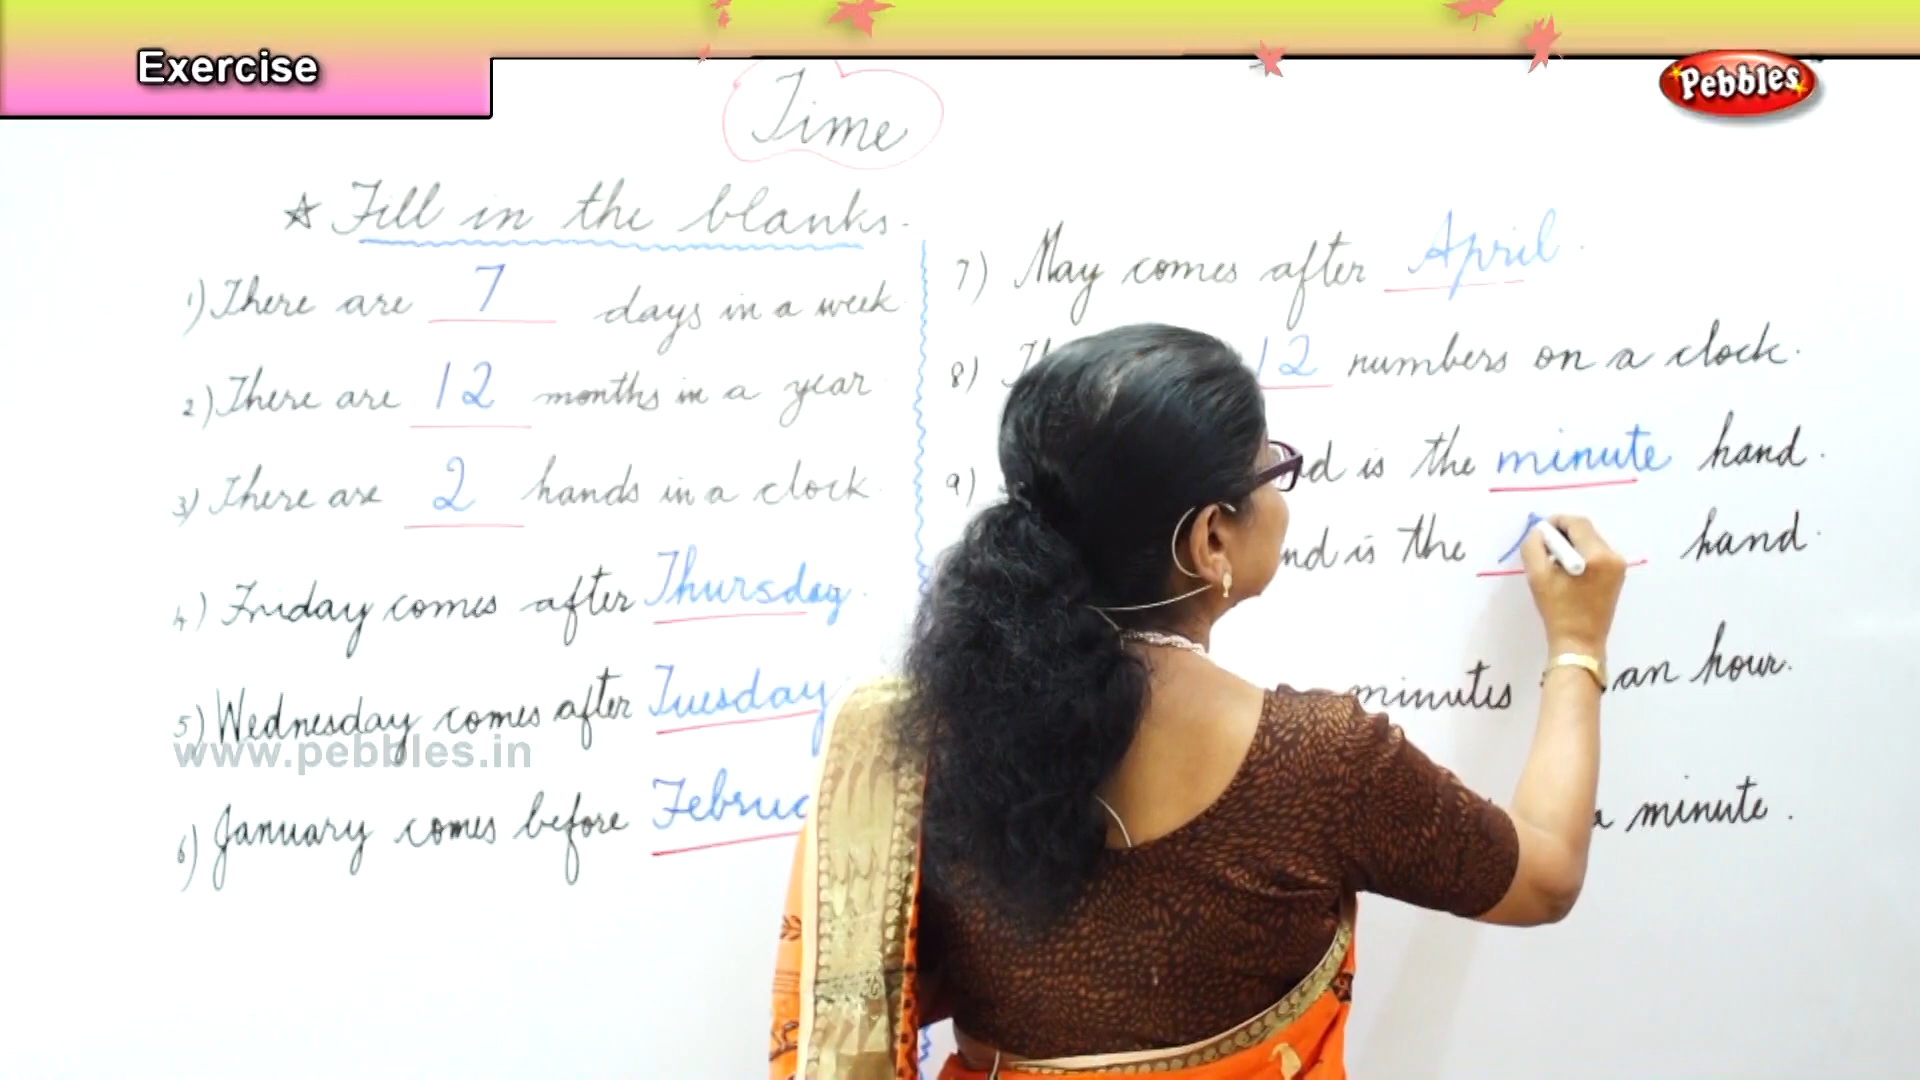 Exercise
Pebbles
Time
☆ Fill in the blanks.
1) There are 7 days in a week.
2) There are 12 months in a year
3) There are 2 hands in a clock
4) Friday comes after Thursday.
5) Wednesday comes after Tuesday
www.pebbles.in
6) January comes before
7) May comes after April.
8) 12 numbers on a clock.
9) is the minute hand.
is the hand.
minutes an hour.
a minute.